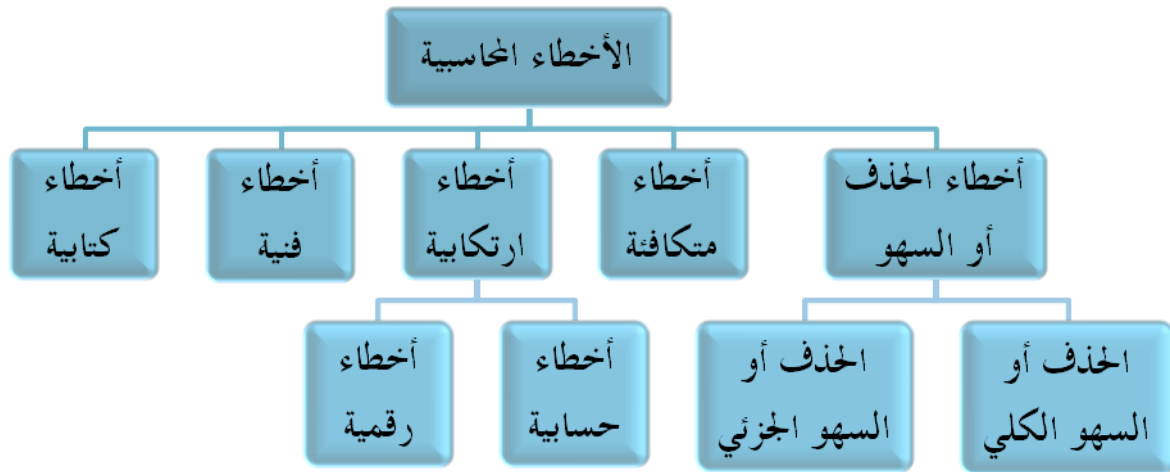 الأخطاء المحاسبية
أخطاء الحذف
أو السهو
أخطاء
متكافئة
أخطاء
ارتكابية
أخطاء
فنية
أخطاء
كتابية
الحذف أو
السهو الكلي
الحذف أو
السهو الجزئي
أخطاء
حسابية
أخطاء
رقمية